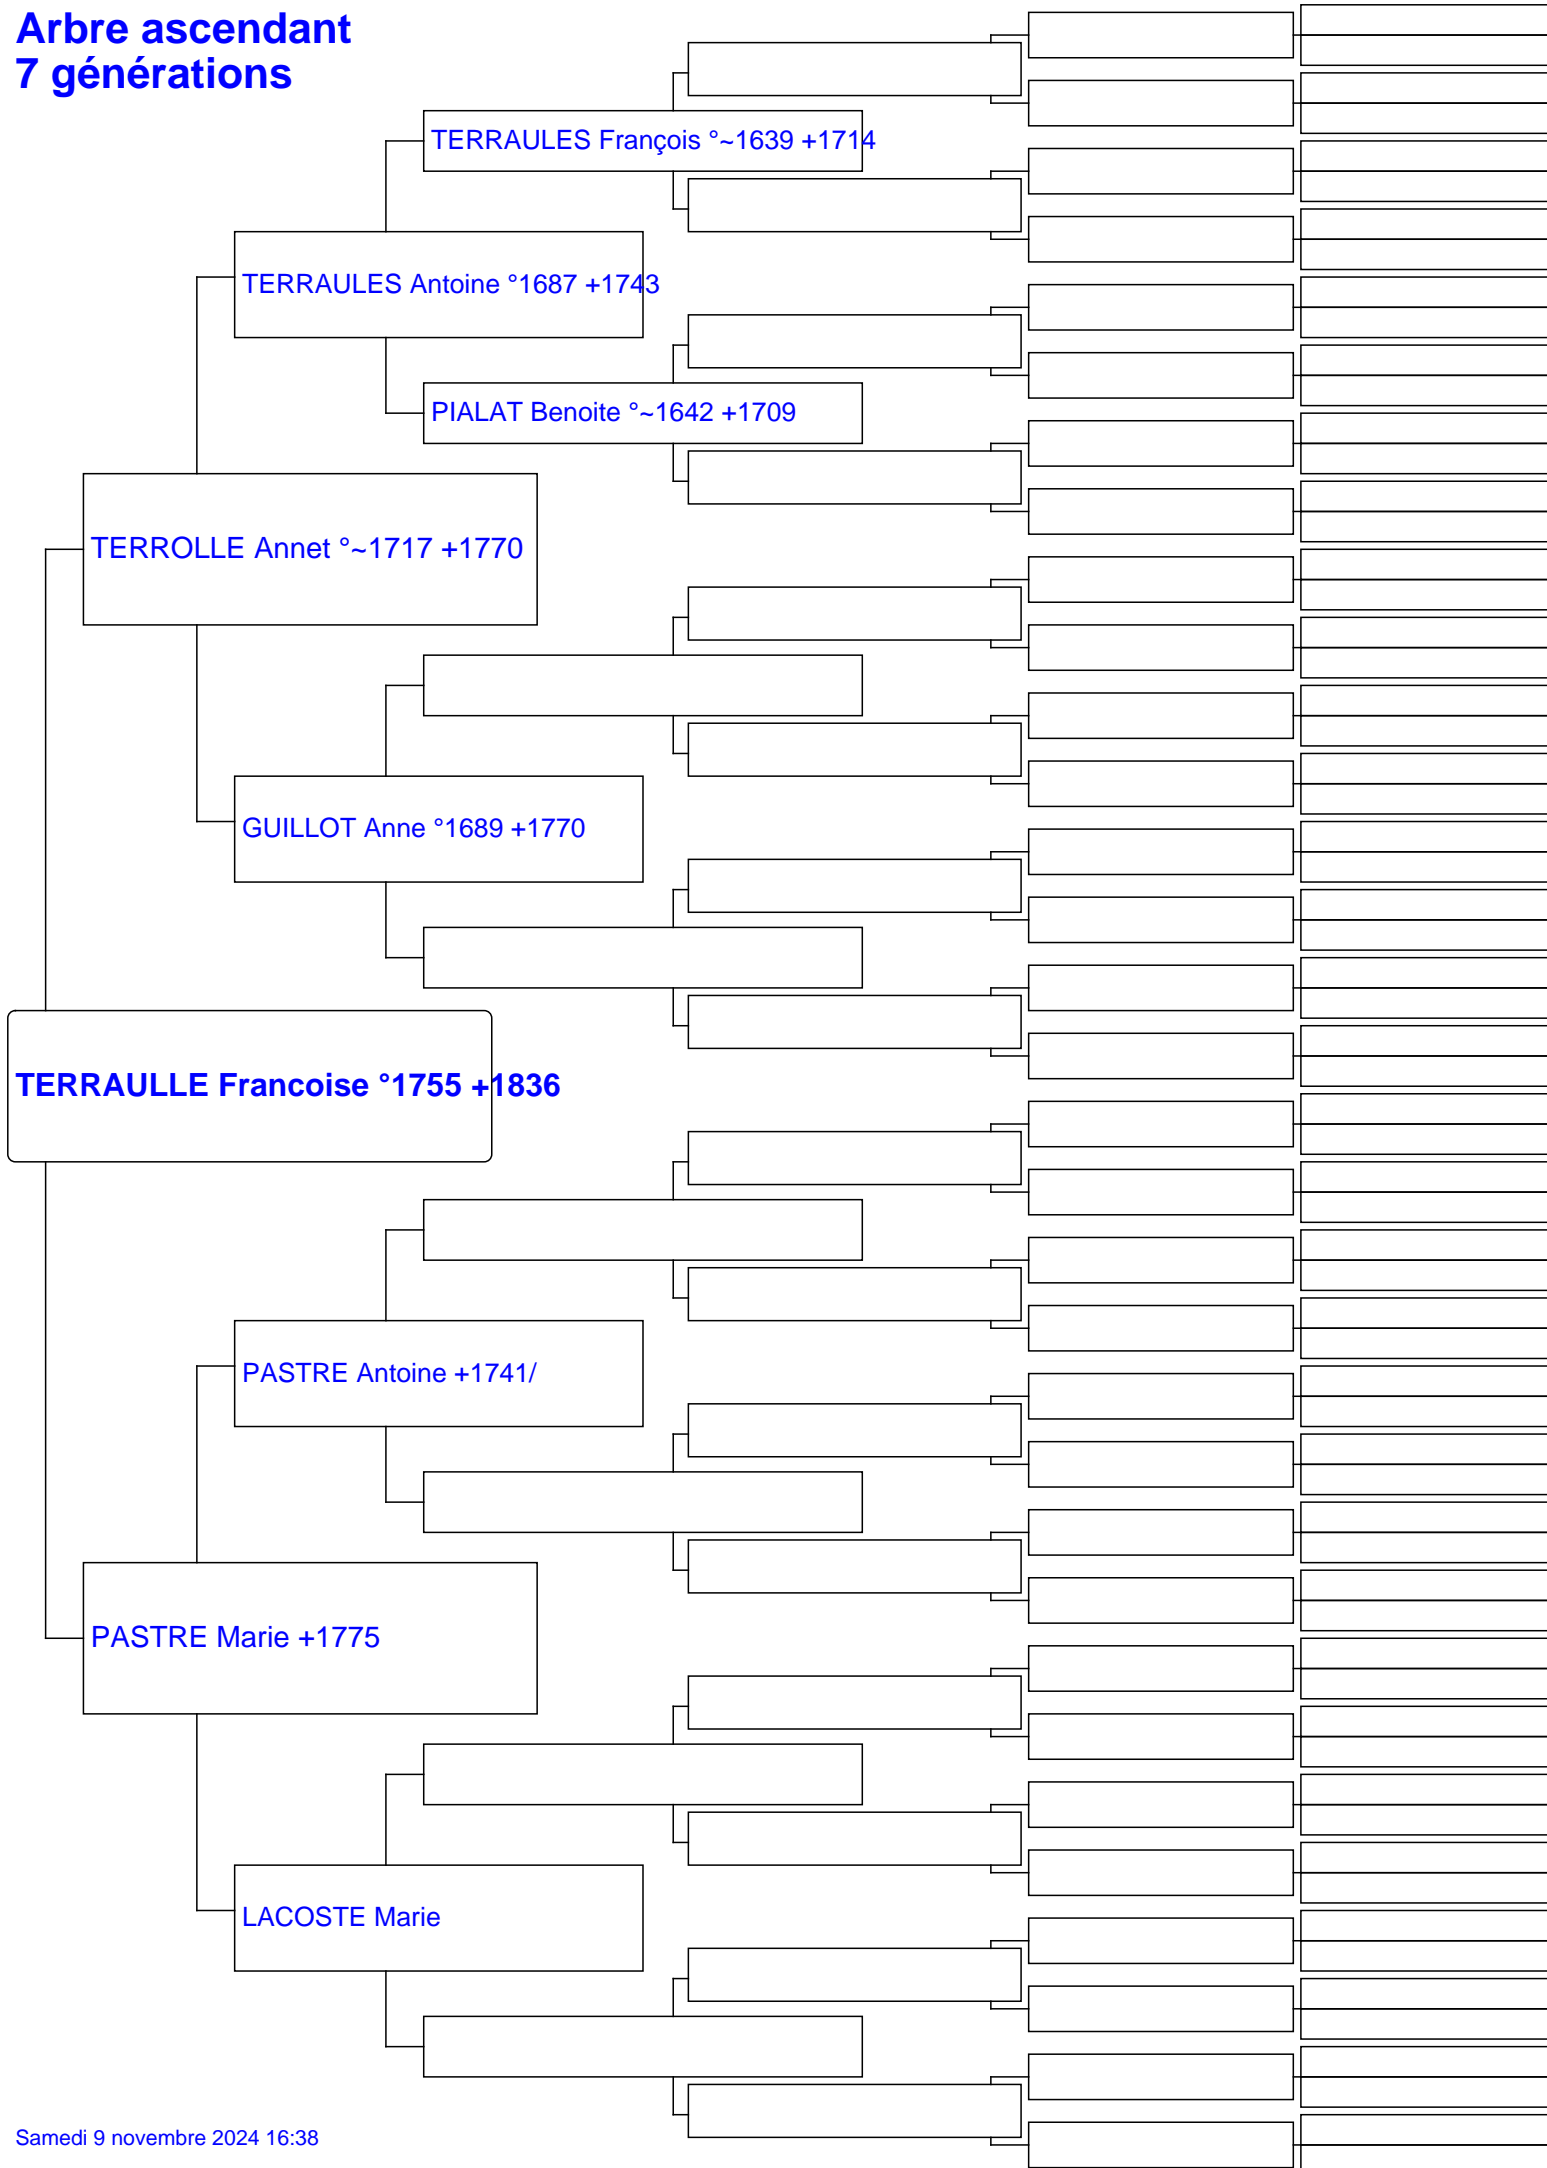 Arbre ascendant
7 générations
TERRAULES François °~1639 +1714
TERRAULES Antoine °1687 +1743
PIALAT Benoite °~1642 +1709
TERROLLE Annet °~1717 +1770
GUILLOT Anne °1689 +1770
TERRAULLE Francoise °1755 +1836
PASTRE Antoine +1741/
PASTRE Marie +1775
LACOSTE Marie
Samedi 9 novembre 2024 16:38